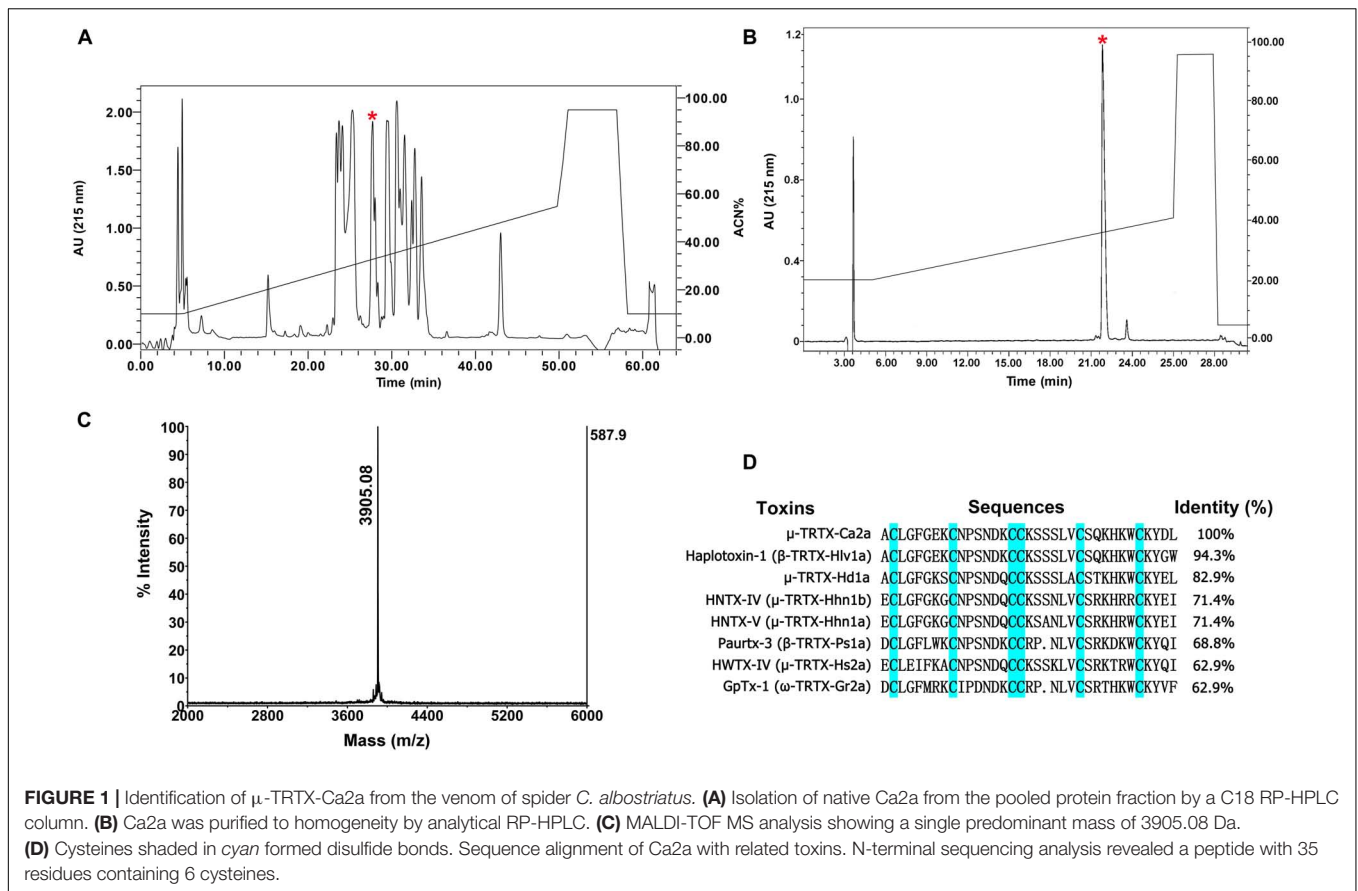 A
AU (215 nm)
2.00
1.50
1.00
0.50
0.00
*
100.00
80.00
60.00
40.00
20.00
0.00
ACN%
0.00 10.00 20.00 30.00 40.00 50.00 60.00
Time (min)
B
AU (215 nm)
1.2
1.0
0.8
0.4
0
*
100.00
80.00
60.00
40.00
20.00
0.00
3.00 6.00 9.00 12.00 15.00 18.00 21.00 25.00 28.00
Time (min)
C
% Intensity
100
90
80
70
60
50
40
30
20
10
0
3905.08
587.9
2000 2800 3600 4400 5200 6000
Mass (m/z)
D
Toxins Sequences Identity (%)
μ-TRTX-Ca2a ACLGFGEKCNPSNDKCCKSSSLVCSQKHKWCKYDL 100%
Haplotoxin-1 (β-TRTX-Hlv1a) ACLGFGEKCNPSNDKCCKSSSLVCSQKHKWCKYGW 94.3%
μ-TRTX-Hd1a ACLGFGKSCNPSNDQCCKSSSLACSTKHKWCKYEL 82.9%
HNTX-IV (μ-TRTX-Hhn1b) ECLGFGKGCNPSNDQCCKSSNLVCSRKHRRCKYEI 71.4%
HNTX-V (μ-TRTX-Hhn1a) ECLGFGKGCNPSNDQCCKSANLVCSRKHRWCKYEI 71.4%
Paurtx-3 (β-TRTX-Ps1a) DCLGFLWKCNPSNDKCCRP.NLVCSRKDKWCKYQI 68.8%
HWTX-IV (μ-TRTX-Hs2a) ECLEIFKACNPSNDQCCKSSKLVCSRKTRWCKYQI 62.9%
GpTx-1 (ω-TRTX-Gr2a) DCLGFMRKCIPDNDKCCRP.NLVCSRTHKWCKYVF 62.9%
FIGURE 1 | Identification of μ-TRTX-Ca2a from the venom of spider C. albostriatus. (A) Isolation of native Ca2a from the pooled protein fraction by a C18 RP-HPLC
column. (B) Ca2a was purified to homogeneity by analytical RP-HPLC. (C) MALDI-TOF MS analysis showing a single predominant mass of 3905.08 Da.
(D) Cysteines shaded in cyan formed disulfide bonds. Sequence alignment of Ca2a with related toxins. N-terminal sequencing analysis revealed a peptide with 35
residues containing 6 cysteines.